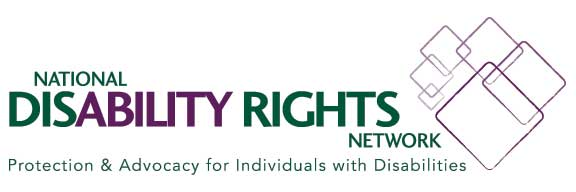 NATIONAL
DISABILITY RIGHTS
NETWORK
Protection & Advocacy for Individuals with Disabilities